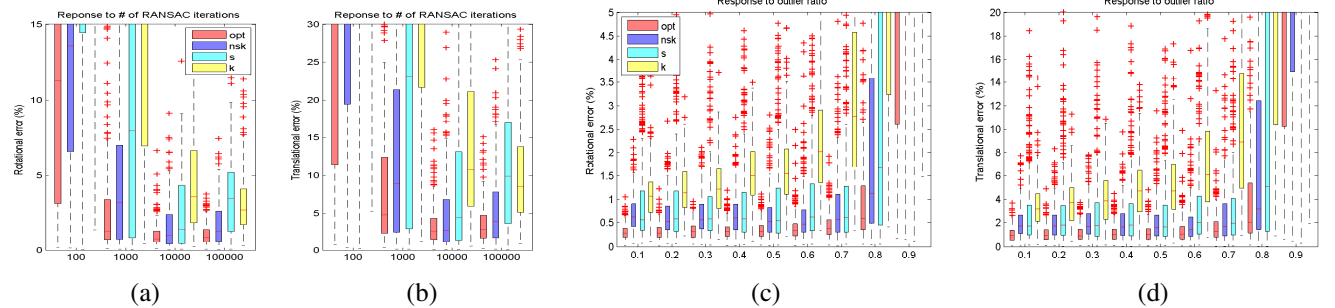 Reponse to # of RANSAC iterations
Rotational error (%)
15
10
5
0
100
1000
10000
100000
opt
nsk
s
k
(a)
Reponse to # of RANSAC iterations
Translational error (%)
30
25
20
15
10
5
0
100
1000
10000
100000
(b)
Response to outlier ratio
Rotational error (%)
5
4.5
4
3.5
3
2.5
2
1.5
1
0.5
0
0.1
0.2
0.3
0.4
0.5
0.6
0.7
0.8
0.9
opt
nsk
s
k
(c)
Response to outlier ratio
Translational error (%)
20
18
16
14
12
10
8
6
4
2
0
0.1
0.2
0.3
0.4
0.5
0.6
0.7
0.8
0.9
(d)